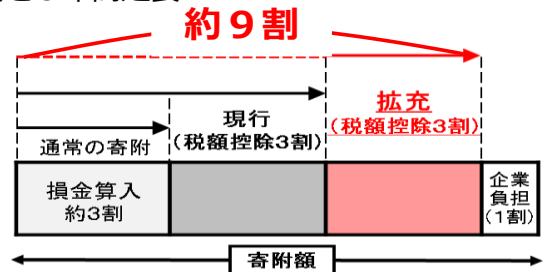 約9割
現行
(税額控除3割)
拡充
(税額控除3割)
通常の寄附
損金算入
約3割
企業
負担
(1割)
寄附額